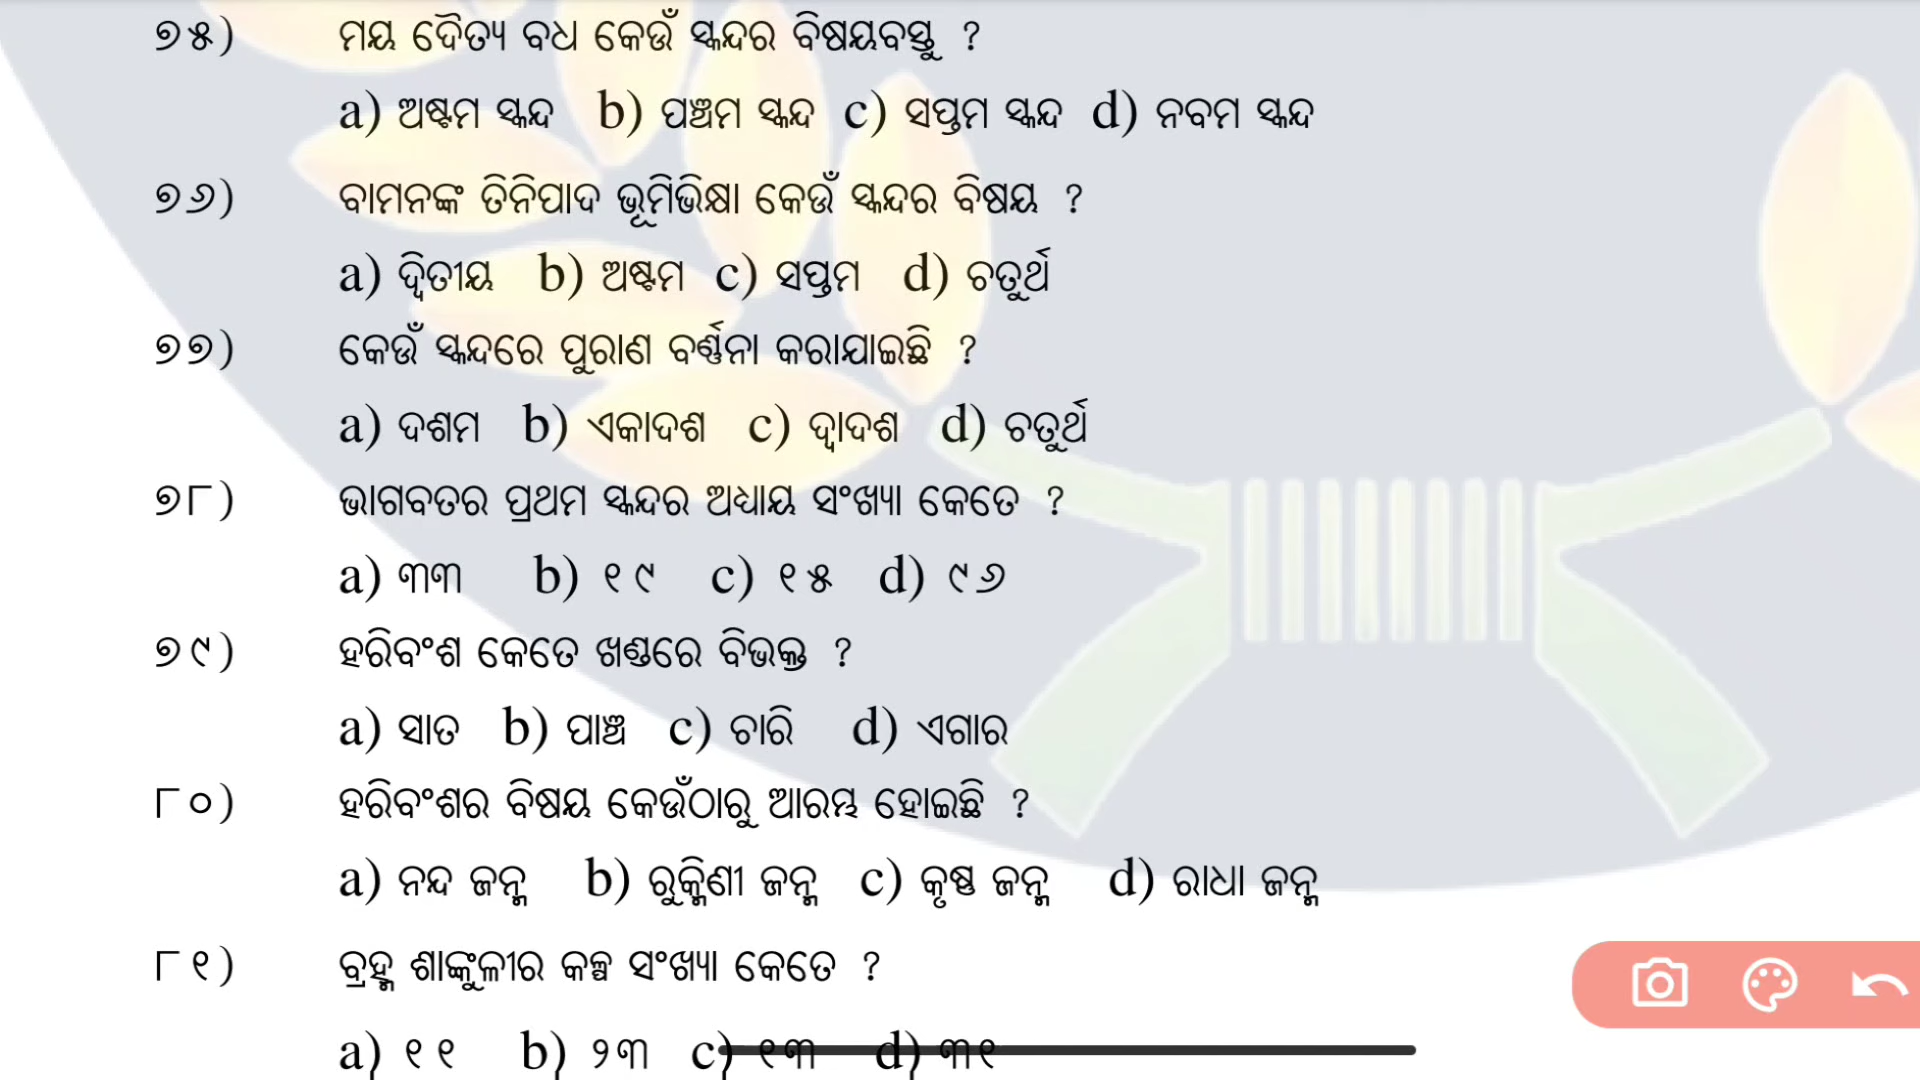 ୭୫) ମୟ ଦୈତ୍ୟ ବଧ କେଉଁ ସ୍କନ୍ଦର ବିଷୟବସ୍ତୁ ?
a) ଅଷ୍ଟମ ସ୍କନ୍ଦ b) ପଞ୍ଚମ ସ୍କନ୍ଦ c) ସପ୍ତମ ସ୍କନ୍ଦ d) ନବମ ସ୍କନ୍ଦ
୭୬) ବାମନଙ୍କ ତିନିପାଦ ଭୂମିଭିକ୍ଷା କେଉଁ ସ୍କନ୍ଦର ବିଷୟ ?
a) ଦ୍ଵିତୀୟ b) ଅଷ୍ଟମ c) ସପ୍ତମ d) ଚତୁର୍ଥ
୭୭) କେଉଁ ସ୍କନ୍ଦରେ ପୁରାଣ ବର୍ଣ୍ଣନା କରାଯାଇଛି ?
a) ଦଶମ b) ଏକାଦଶ c) ଦ୍ଵାଦଶ d) ଚତୁର୍ଥ
୭୮) ଭାଗବତର ପ୍ରଥମ ସ୍କନ୍ଦର ଅଧ୍ୟାୟ ସଂଖ୍ୟା କେତେ ?
a) ୩୩ b) ୧୯ c) ୧୫ d) ୯୬
୭୯) ହରିବଂଶ କେତେ ଖଣ୍ଡରେ ବିଭକ୍ତ ?
a) ସାତ b) ପାଞ୍ଚ c) ଚାରି d) ଏଗାର
୮୦) ହରିବଂଶର ବିଷୟ କେଉଁଠାରୁ ଆରମ୍ଭ ହୋଇଛି ?
a) ନନ୍ଦ ଜନ୍ମ b) ରୁକ୍ମିଣୀ ଜନ୍ମ c) କୃଷ୍ଣ ଜନ୍ମ d) ରାଧା ଜନ୍ମ
୮୧) ବ୍ରହ୍ମ ଶାଙ୍କୁଳୀର କଳ୍ପ ସଂଖ୍ୟା କେତେ ?
a) ୧୧ b) ୨୩ c) ୧୩ d) ୩୧